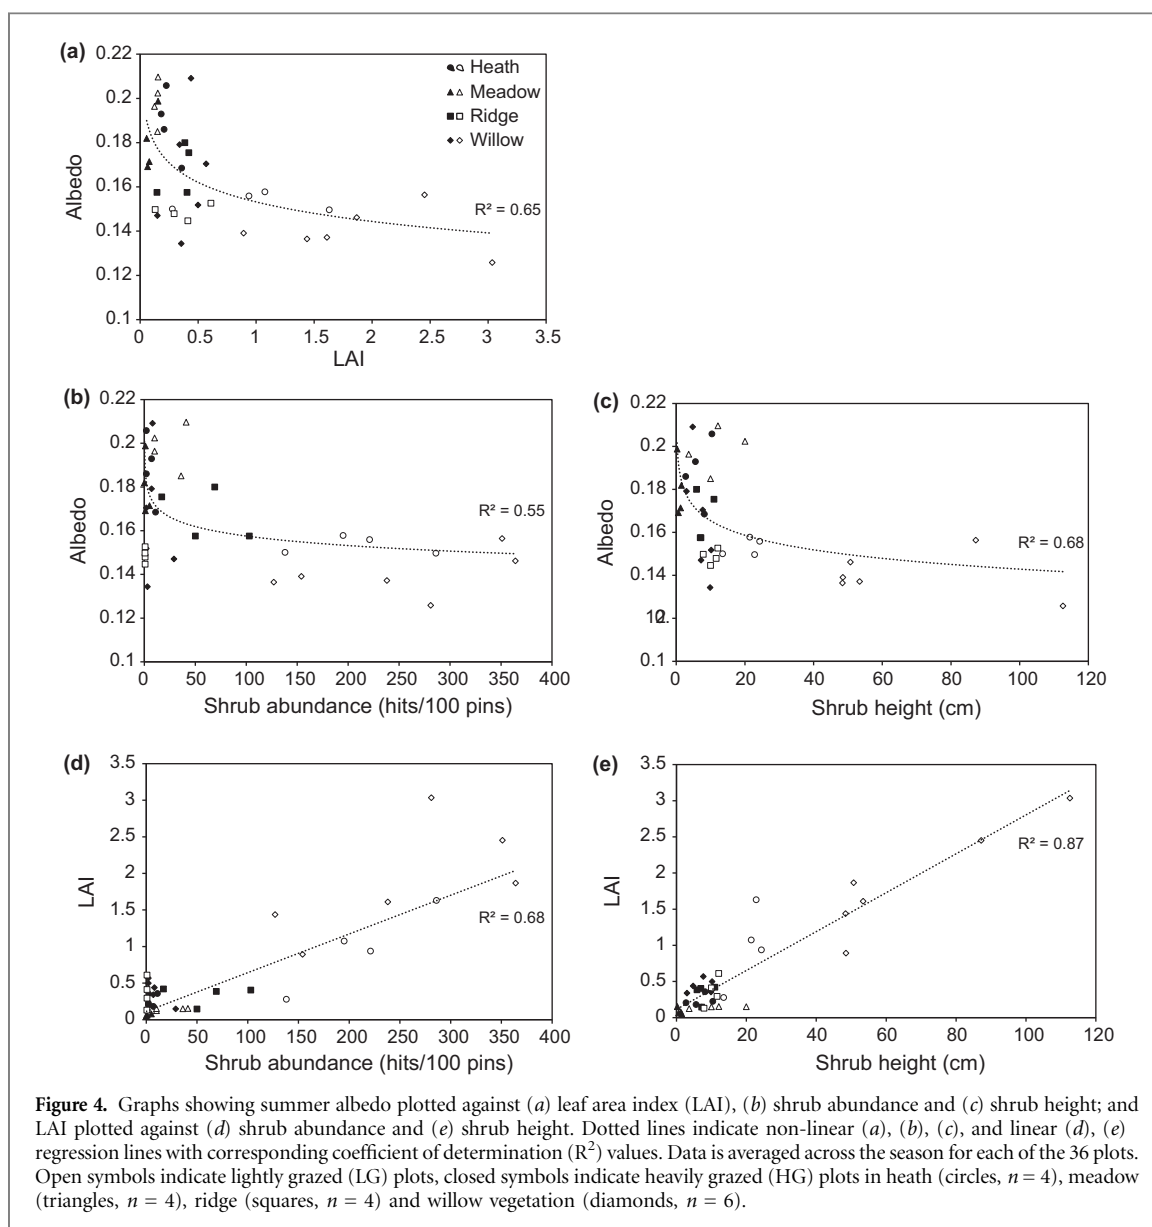 (a)
0.22
0.2
0.18
0.16
0.14
0.12
0.1
Albedo
Heath
Meadow
Ridge
Willow
R² = 0.65
0 0.5 1 1.5 2 2.5 3 3.5
LAI
(b)
0.22
0.2
0.18
0.16
0.14
0.12
0.1
Albedo
R² = 0.55
0 50 100 150 200 250 300 350 400
Shrub abundance (hits/100 pins)
(c)
0.22
0.2
0.18
0.16
0.14
0.1
Albedo
R² = 0.68
0 20 40 60 80 100 120
Shrub height (cm)
(d)
3.5
3
2.5
2
1.5
1
0.5
0
LAI
R² = 0.68
0 50 100 150 200 250 300 350 400
Shrub abundance (hits/100 pins)
(e)
3.5
3
2.5
2
1.5
1
0.5
0
LAI
R² = 0.87
0 20 40 60 80 100 120
Shrub height (cm)
Figure 4. Graphs showing summer albedo plotted against (a) leaf area index (LAI), (b) shrub abundance and (c) shrub height; and
LAI plotted against (d) shrub abundance and (e) shrub height. Dotted lines indicate non-linear (a), (b), (c), and linear (d), (e)
regression lines with corresponding coefficient of determination (R²) values. Data is averaged across the season for each of the 36 plots.
Open symbols indicate lightly grazed (LG) plots, closed symbols indicate heavily grazed (HG) plots in heath (circles, n = 4), meadow
(triangles, n = 4), ridge (squares, n = 4) and willow vegetation (diamonds, n = 6).